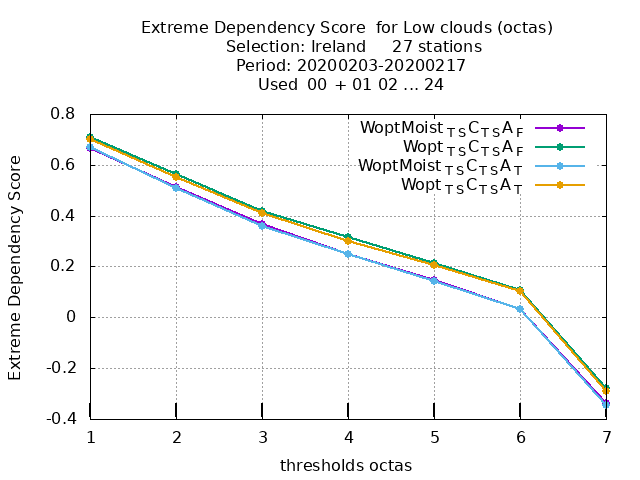 Extreme Dependency Score  for Low clouds (octas)
Selection: Ireland     27 stations
Period: 20200203-20200217
Used  00 + 01 02 ... 24
WoptMoist TS C TS A F
Wopt TS C TS A F
WoptMoist TS C TS A T
Wopt TS C TS A T
Extreme Dependency Score
0.8
0.6
0.4
0.2
0
-0.2
-0.4
1 2 3 4 5 6 7
thresholds octas